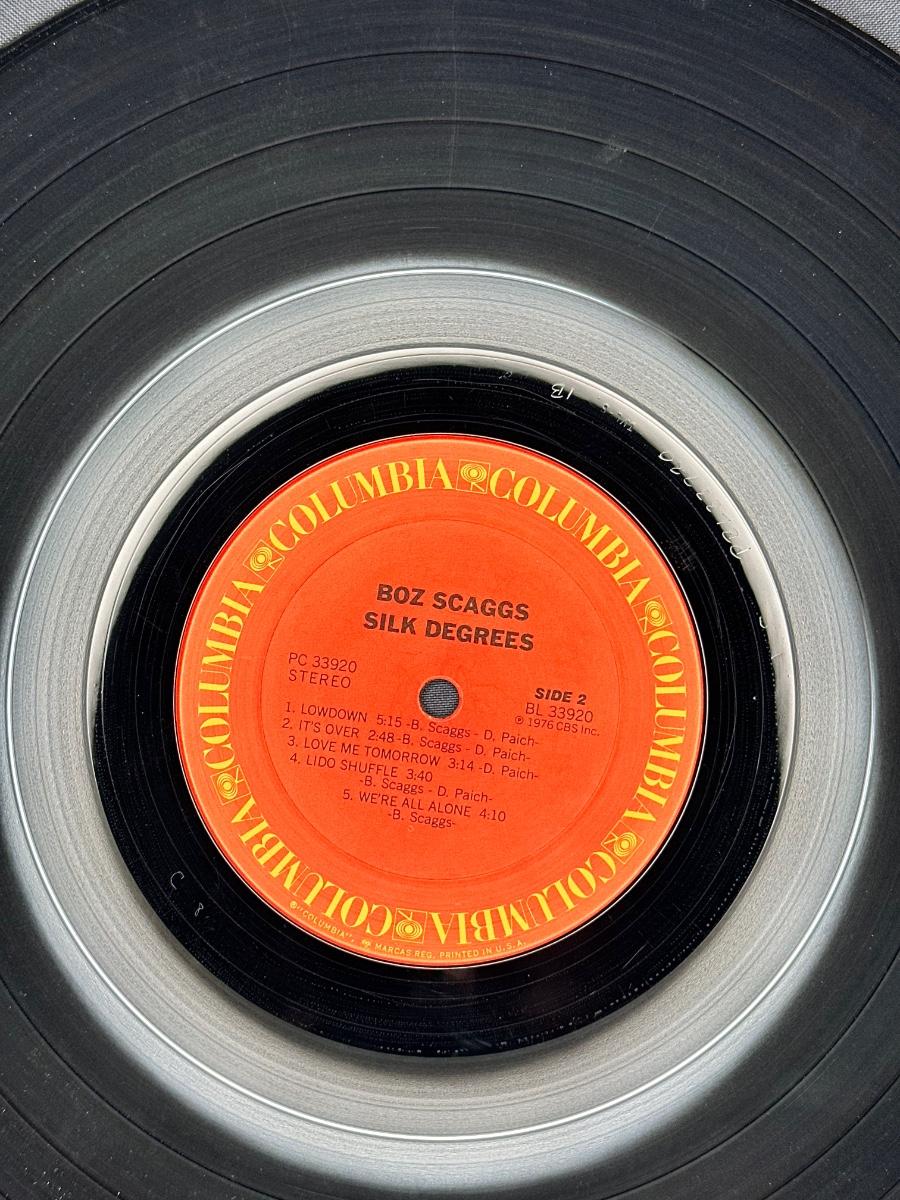 COLUMBIA COLUMBIA COLUMBIA COLUMBIA COLUMBIA COLUMBIA COLUMBIA
BOZ SCAGGS
SILK DEGREES
PC 33920
STEREO
SIDE 2
BL 33920
℗ 1976 CBS Inc.
1. LOWDOWN 5:15 -B. Scaggs - D. Paich-
2. IT'S OVER 2:48 -B. Scaggs - D. Paich-
3. LOVE ME TOMORROW 3:14 -D. Paich-
4. LIDO SHUFFLE 3:40
-B. Scaggs - D. Paich-
5. WE'RE ALL ALONE 4:10
-B. Scaggs-
®"COLUMBIA", MARCAS REG. PRINTED IN U.S.A.
1B